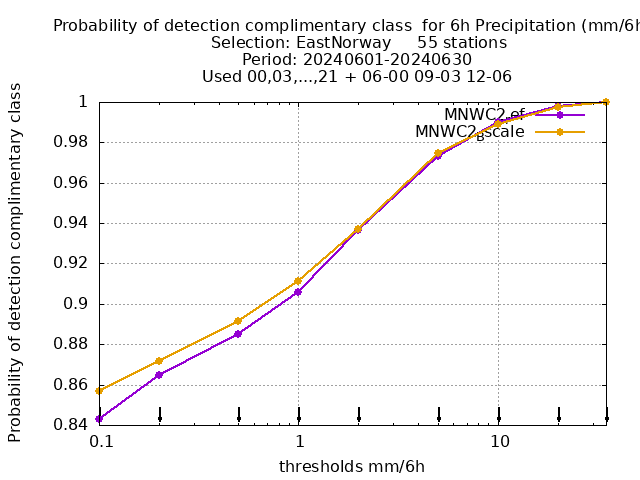 Probability of detection complimentary class  for 6h Precipitation (mm/6h
Selection: EastNorway     55 stations
Period: 20240601-20240630
Used 00,03,...,21 + 06-00 09-03 12-06
Probability of detection complimentary class
1
0.98
0.96
0.94
0.92
0.9
0.88
0.86
0.84
MNWC2.ef
MNWC2_Bscale
0.1
1
10
thresholds mm/6h